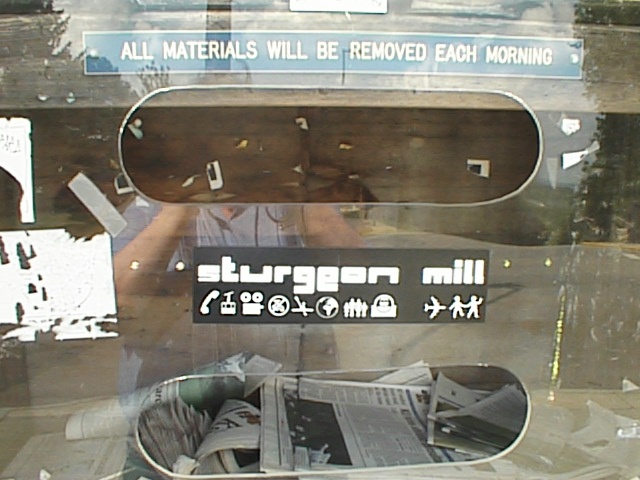 ALL MATERIALS WILL BE REMOVED EACH MORNING
sturgeon mill